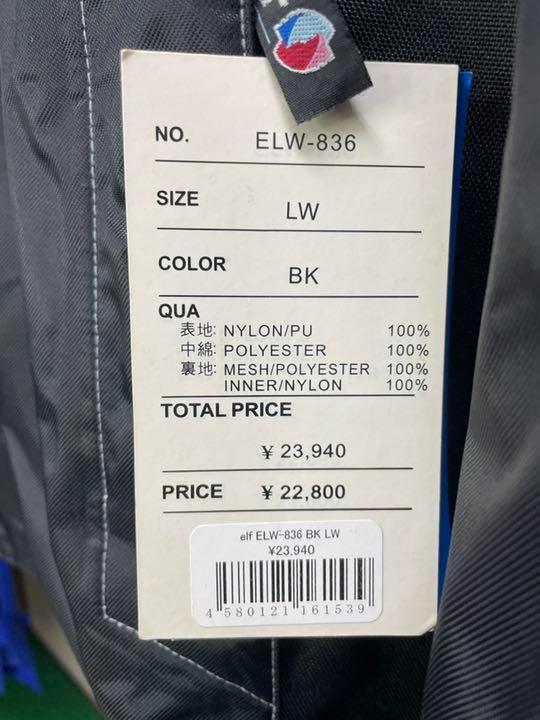 NO. ELW-836
SIZE LW
COLOR BK
QUA
表地: NYLON/PU 100%
中綿: POLYESTER 100%
裏地: MESH/POLYESTER 100%
INNER/NYLON 100%
TOTAL PRICE
¥ 23,940
PRICE ¥ 22,800
elf ELW-836 BK LW
¥23,940
4 580121 161539